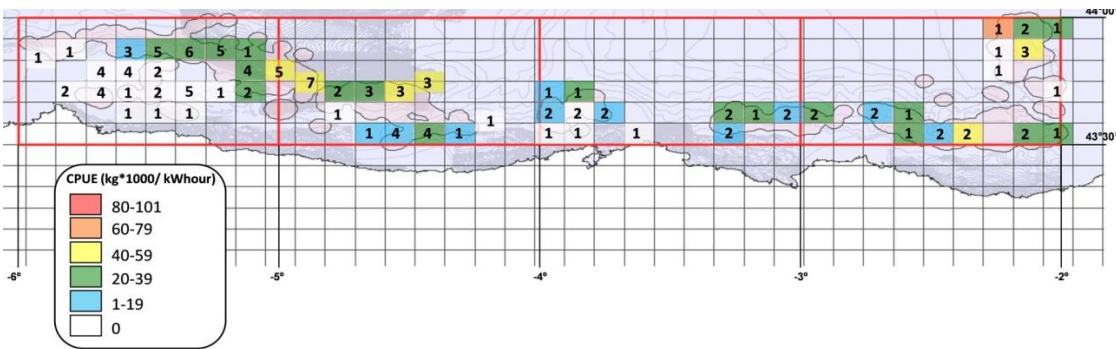 44°00'
1 2 1
1 1 3 5 6 5 1 1 3
4 4 2 4 5 7 3 1
2 4 1 2 5 1 2 2 3 3 1 1 1
1 1 1 1 2 2 2 2 1 2 2 2 1
1 4 4 1 1 1 1 1 2 1 2 2 2 1
43°30'
CPUE (kg*1000/ kWhour)
80-101
60-79
40-59
20-39
1-19
0
-6° -5° -4° -3° -2°